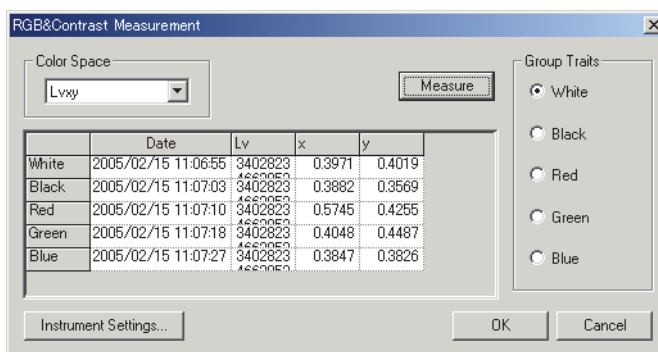 RGB&Contrast Measurement
Color Space
Lvxy
Measure
Group Traits
White
Black
Red
Green
Blue
Date Lv x y
White 2005/02/15 11:06:55 3402823 0.3971 0.4019
Black 2005/02/15 11:07:03 3402823 0.3882 0.3569
Red 2005/02/15 11:07:10 3402823 0.5745 0.4255
Green 2005/02/15 11:07:18 3402823 0.4048 0.4487
Blue 2005/02/15 11:07:27 3402823 0.3847 0.3826
Instrument Settings...
OK
Cancel